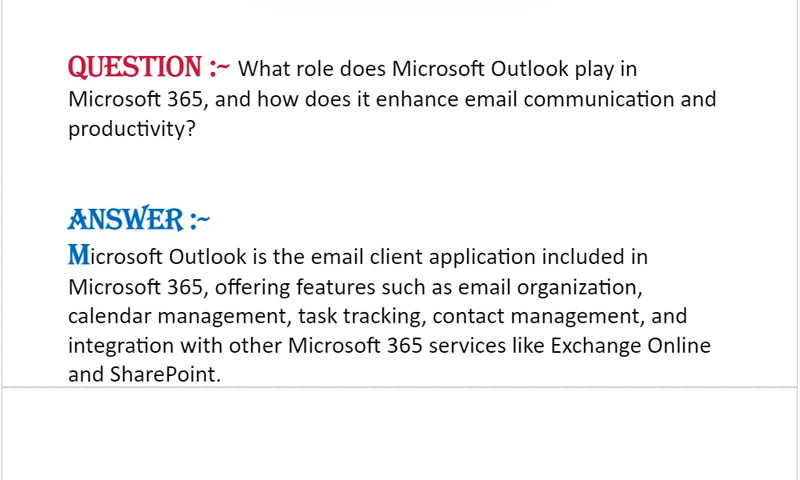 QUESTION :~ What role does Microsoft Outlook play in
Microsoft 365, and how does it enhance email communication and
productivity?
ANSWER :~
Microsoft Outlook is the email client application included in
Microsoft 365, offering features such as email organization,
calendar management, task tracking, contact management, and
integration with other Microsoft 365 services like Exchange Online
and SharePoint.